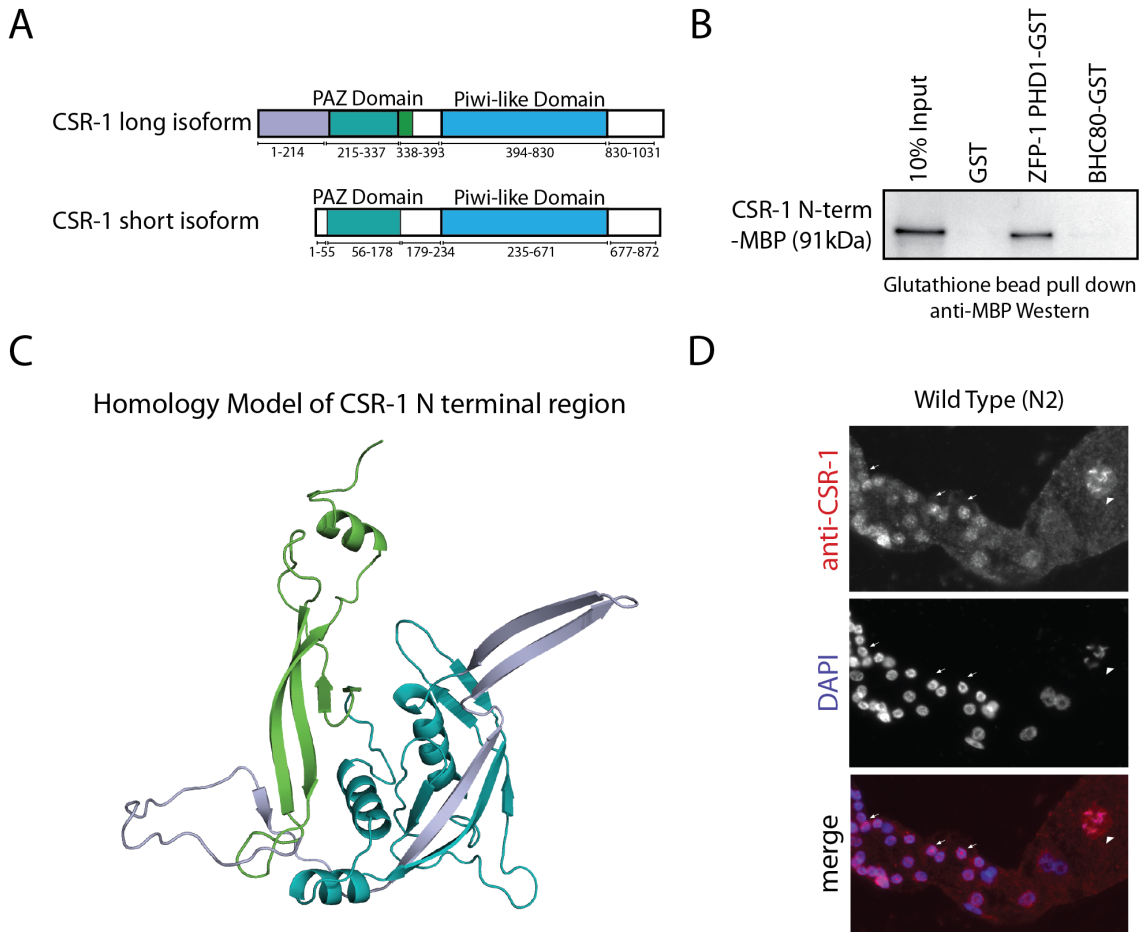 A
PAZ Domain Piwi-like Domain
CSR-1 long isoform
1-214 215-337 338-393 394-830 830-1031
PAZ Domain Piwi-like Domain
CSR-1 short isoform
1-55 56-178 179-234 235-671 677-872
B
10% Input
GST
ZFP-1 PHD1-GST
BHC80-GST
CSR-1 N-term
-MBP (91kDa)
Glutathione bead pull down
anti-MBP Western
C
Homology Model of CSR-1 N terminal region
D
Wild Type (N2)
anti-CSR-1
DAPI
merge